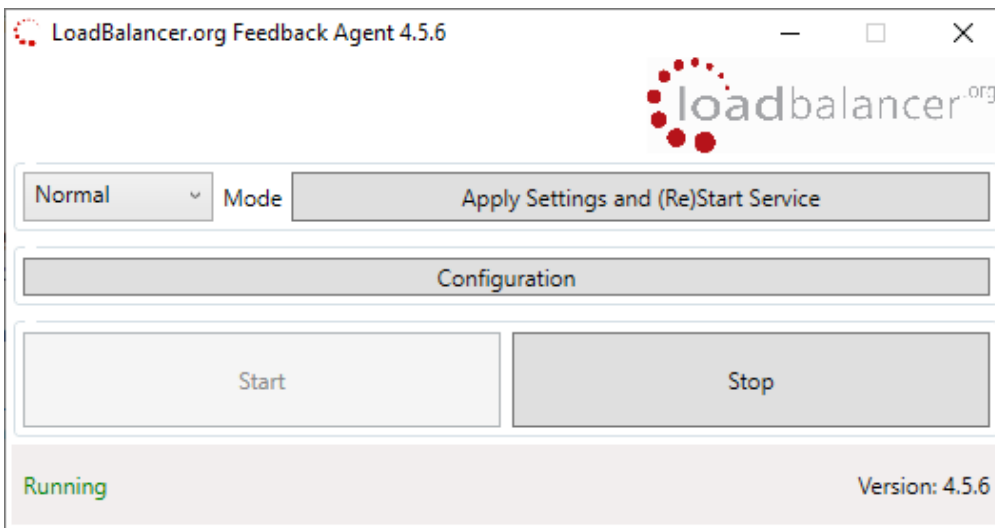 LoadBalancer.org Feedback Agent 4.5.6
loadbalancer.org
Normal Mode Apply Settings and (Re)Start Service
Configuration
Start Stop
Running Version: 4.5.6